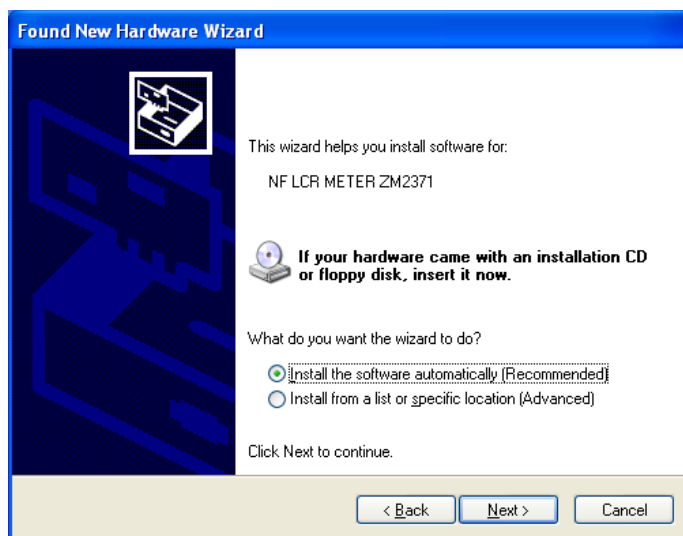 Found New Hardware Wizard
This wizard helps you install software for:
NF LCR METER ZM2371
If your hardware came with an installation CD
or floppy disk, insert it now.
What do you want the wizard to do?
Install the software automatically (Recommended)
Install from a list or specific location (Advanced)
Click Next to continue.
< Back Next > Cancel